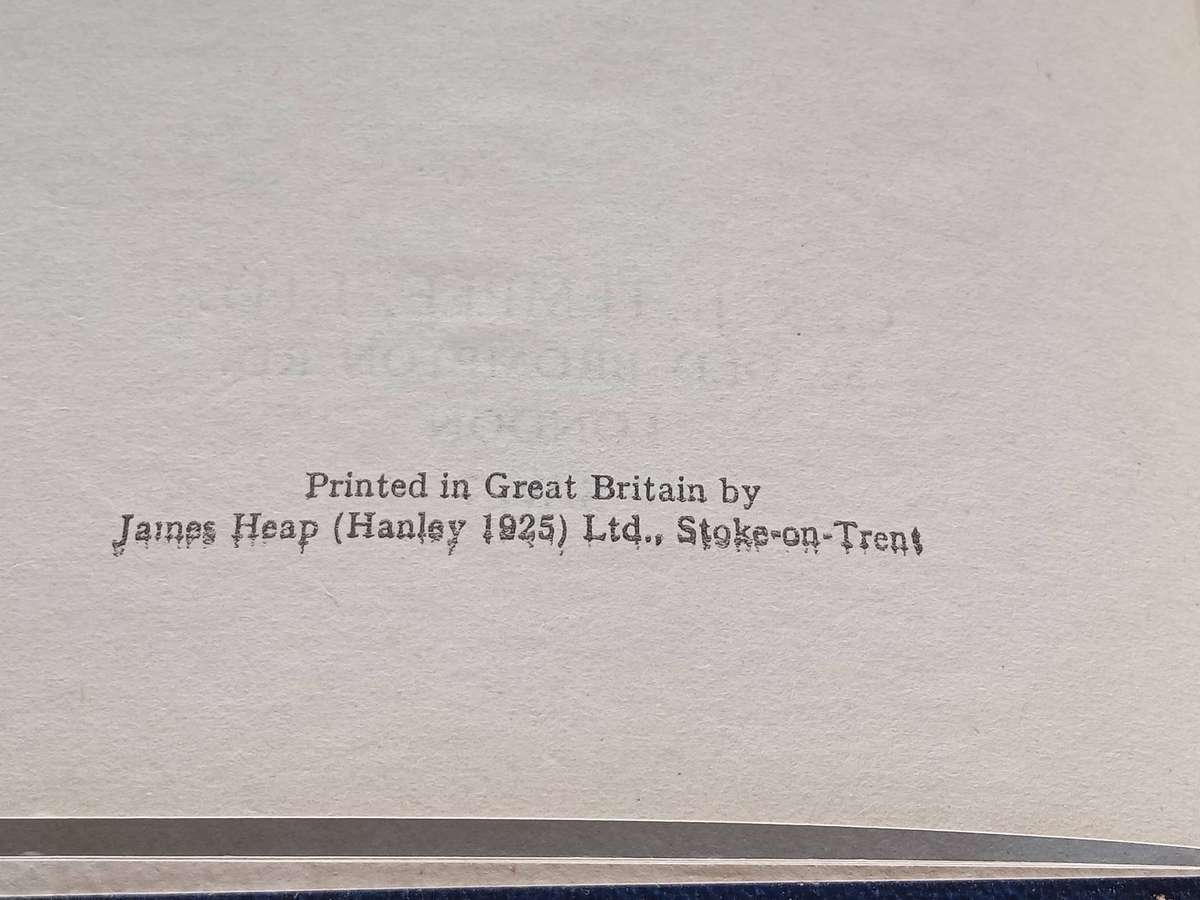 Printed in Great Britain by
James Heap (Hanley 1925) Ltd., Stoke-on-Trent